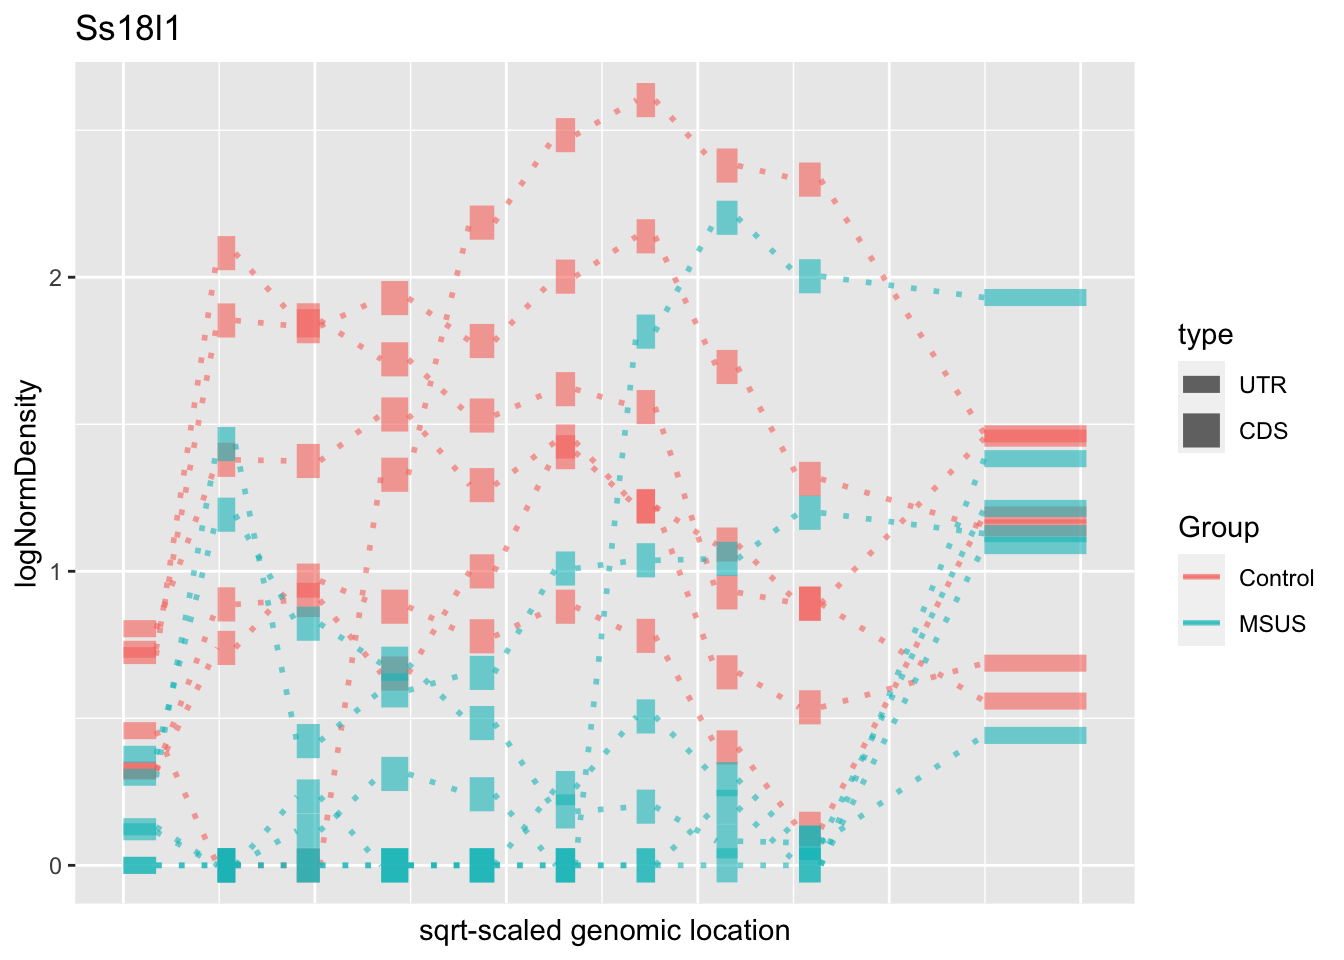 Ss18l1
logNormDensity
2
1
0
sqrt-scaled genomic location
type
UTR
CDS
Group
Control
MSUS